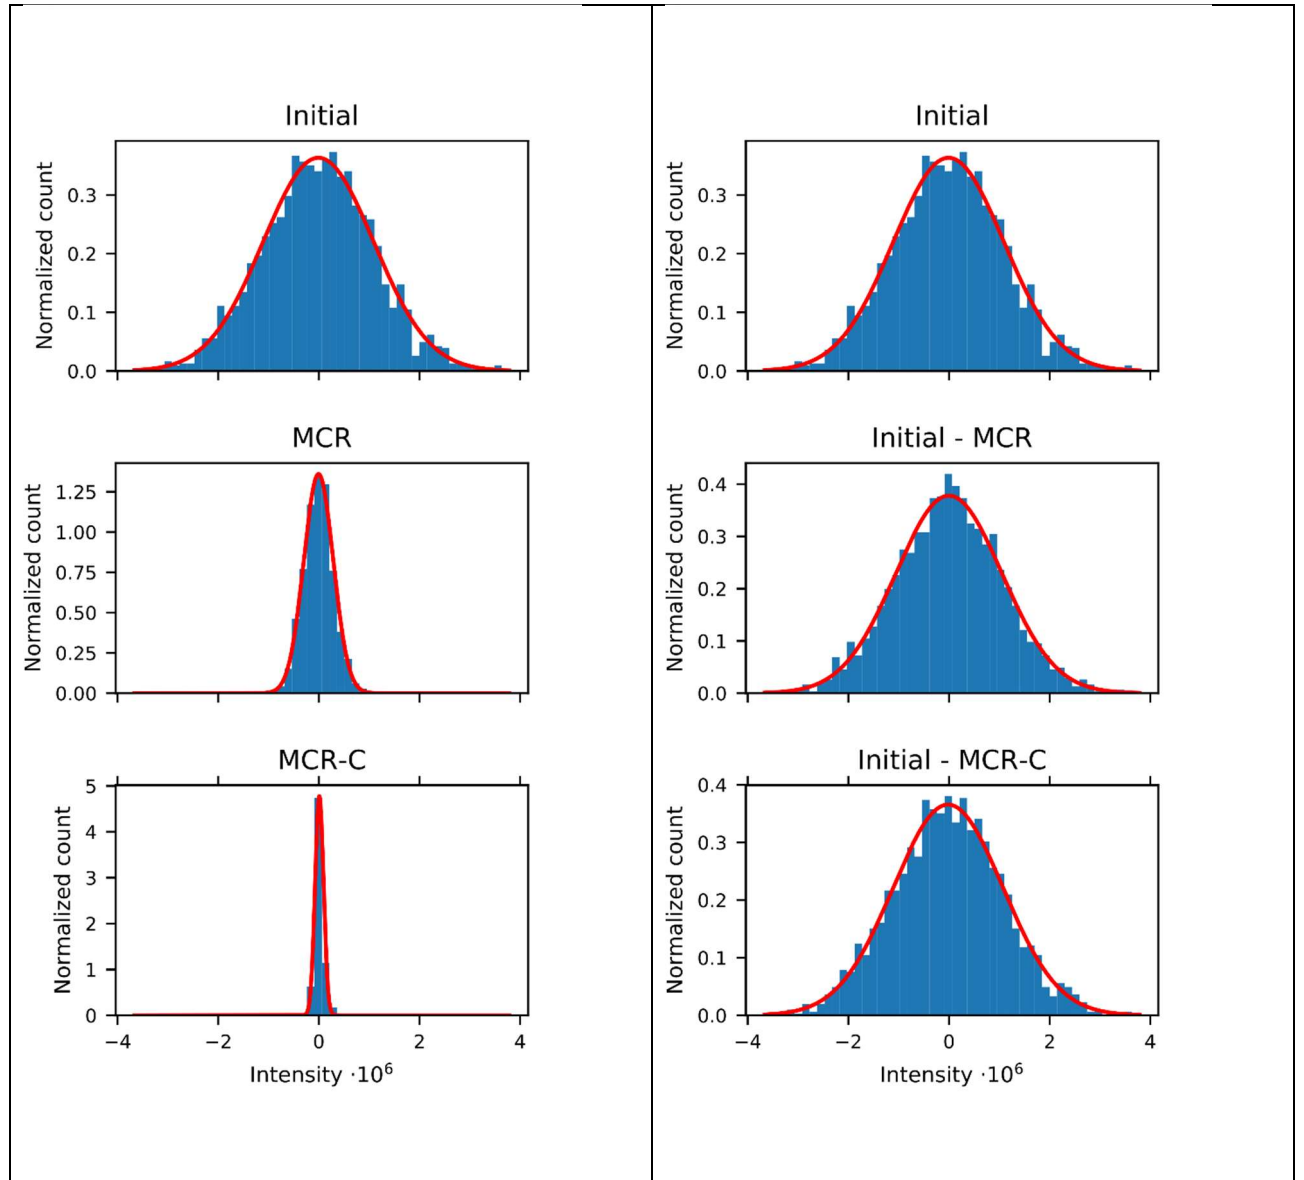 Initial
Normalized count
0.3
0.2
0.1
0.0
MCR
Normalized count
1.25
1.00
0.75
0.50
0.25
0.00
MCR-C
Normalized count
5
4
3
2
1
0
−4 −2 0 2 4
Intensity ·10⁶
Initial
Normalized count
0.3
0.2
0.1
0.0
Initial - MCR
Normalized count
0.4
0.3
0.2
0.1
0.0
Initial - MCR-C
Normalized count
0.4
0.3
0.2
0.1
0.0
−4 −2 0 2 4
Intensity ·10⁶